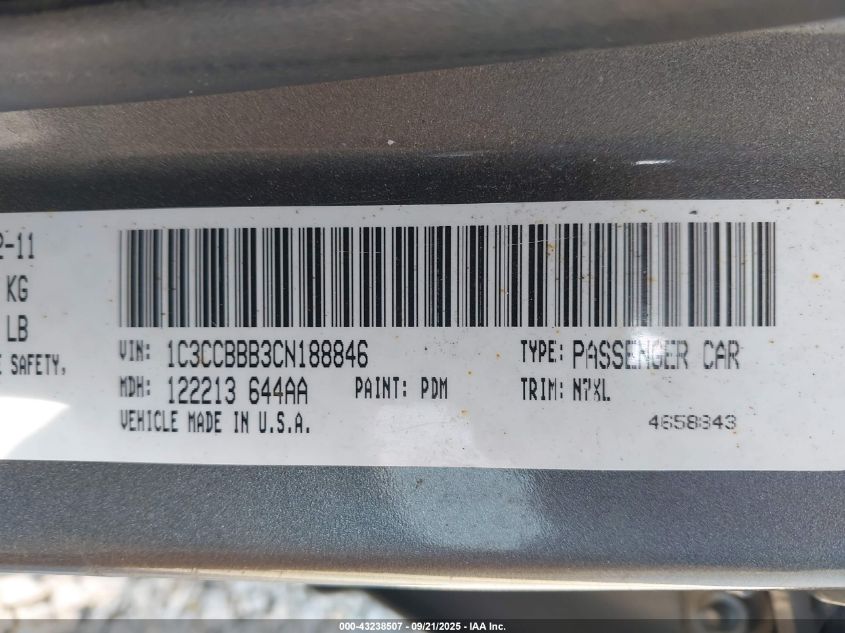 2-11
KG
LB
SAFETY,
VIN: 1C3CCBBB3CN188846
TYPE: PASSENGER CAR
MDH: 122213 644AA
PAINT: PDM
TRIM: N7XL
VEHICLE MADE IN U.S.A.
4658843
000-43238507 - 09/21/2025 - IAA Inc.